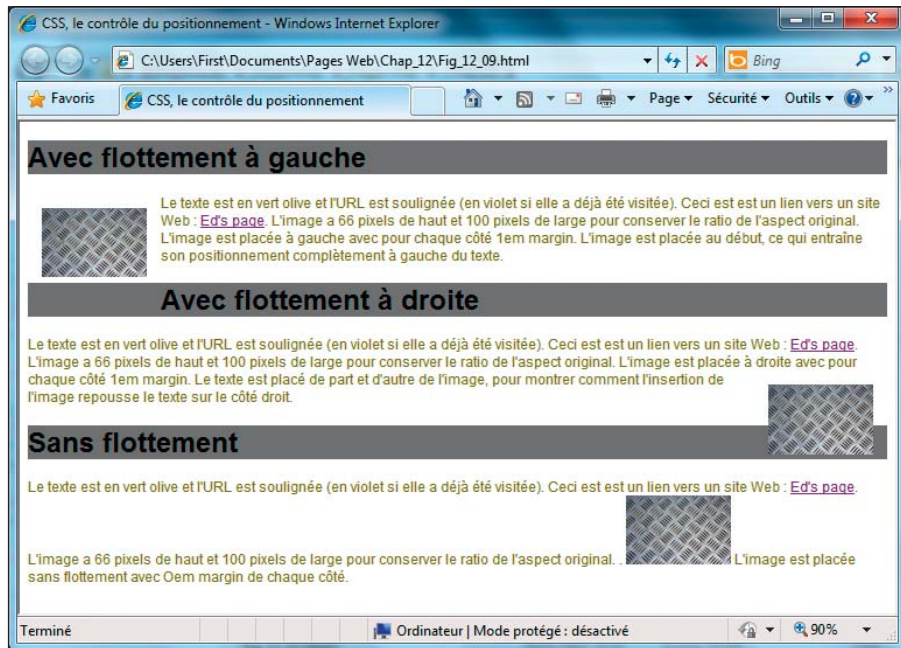 CSS, le contrôle du positionnement - Windows Internet Explorer
C:\Users\First\Documents\Pages Web\Chap_12\Fig_12_09.html
Bing
Favoris
CSS, le contrôle du positionnement
Page
Sécurité
Outils
Avec flottement à gauche
Le texte est en vert olive et l'URL est soulignée (en violet si elle a déjà été visitée). Ceci est est un lien vers un site
Web : Ed's page. L'image a 66 pixels de haut et 100 pixels de large pour conserver le ratio de l'aspect original.
L'image est placée à gauche avec pour chaque côté 1em margin. L'image est placée au début, ce qui entraîne
son positionnement complètement à gauche du texte.
Avec flottement à droite
Le texte est en vert olive et l'URL est soulignée (en violet si elle a déjà été visitée). Ceci est est un lien vers un site Web : Ed's page.
L'image a 66 pixels de haut et 100 pixels de large pour conserver le ratio de l'aspect original. L'image est placée à droite avec pour
chaque côté 1em margin. Le texte est placé de part et d'autre de l'image, pour montrer comment l'insertion de
l'image repousse le texte sur le côté droit.
Sans flottement
Le texte est en vert olive et l'URL est soulignée (en violet si elle a déjà été visitée). Ceci est est un lien vers un site Web : Ed's page.
L'image a 66 pixels de haut et 100 pixels de large pour conserver le ratio de l'aspect original. . L'image est placée
sans flottement avec Oem margin de chaque côté.
Terminé
Ordinateur | Mode protégé : désactivé
90%